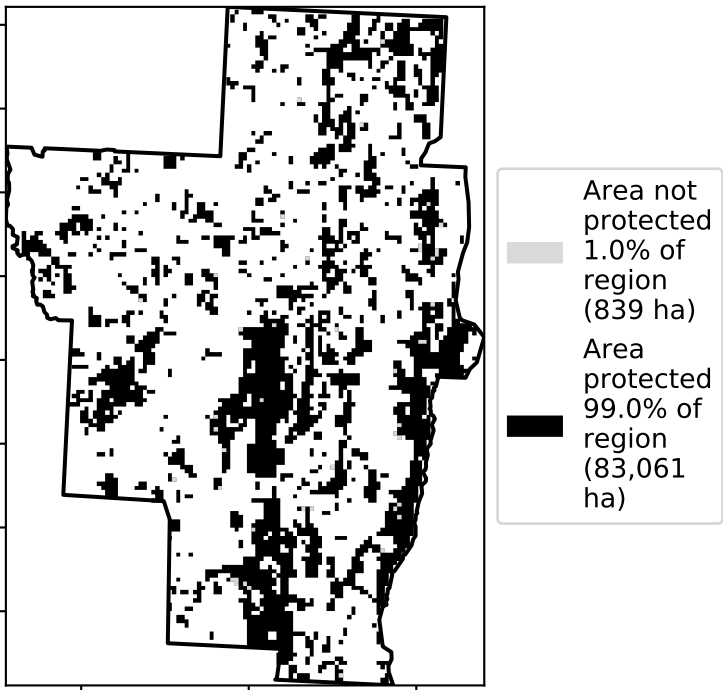 Area not
protected
1.0% of
region
(839 ha)
Area
protected
99.0% of
region
(83,061
ha)